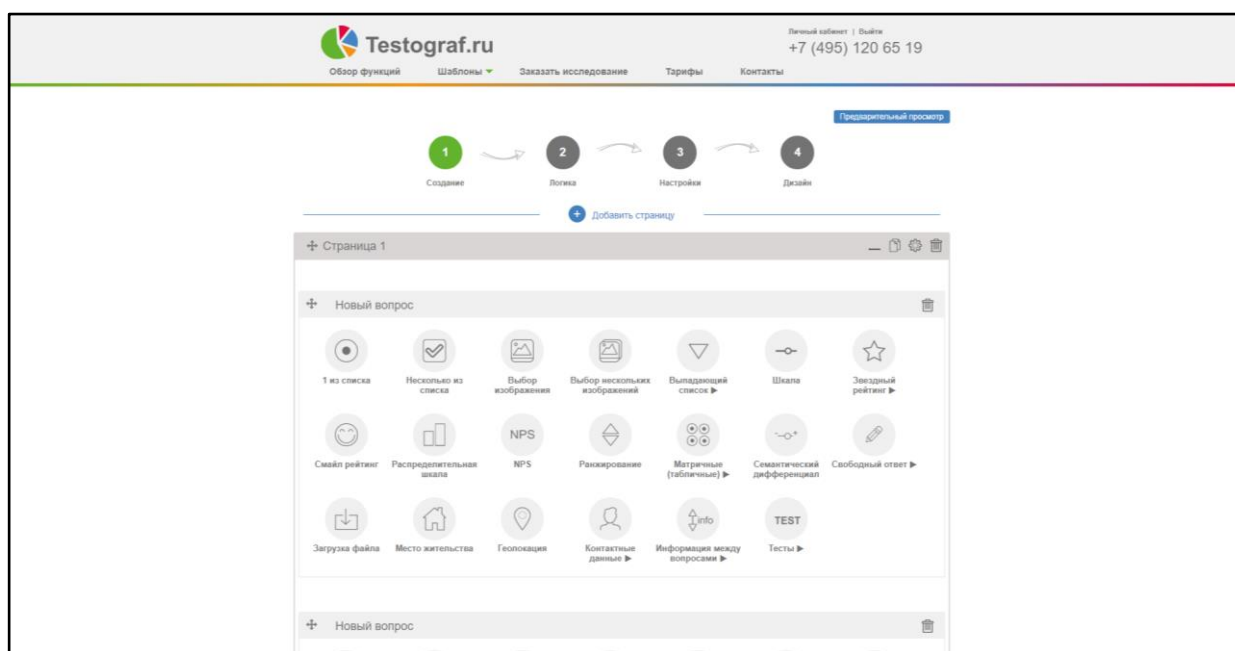 Личный кабинет | Выйти
Testograf.ru
+7 (495) 120 65 19
Обзор функций Шаблоны ▼ Заказать исследование Тарифы Контакты
Предварительный просмотр
1 2 3 4
Создание Логика Настройки Дизайн
+ Добавить страницу
Страница 1
Новый вопрос
1 из списка
Несколько из
списка
Выбор
изображения
Выбор нескольких
изображений
Выпадающий
список ▶
Шкала
Звездный
рейтинг ▶
Смайл рейтинг
Распределительная
шкала
NPS
NPS
Ранжирование
Матричные
(табличные) ▶
Семантический
дифференциал
Свободный ответ ▶
Загрузка файла
Место жительства
Геолокация
Контактные
данные ▶
info
Информация между
вопросами ▶
TEST
Тесты ▶
Новый вопрос